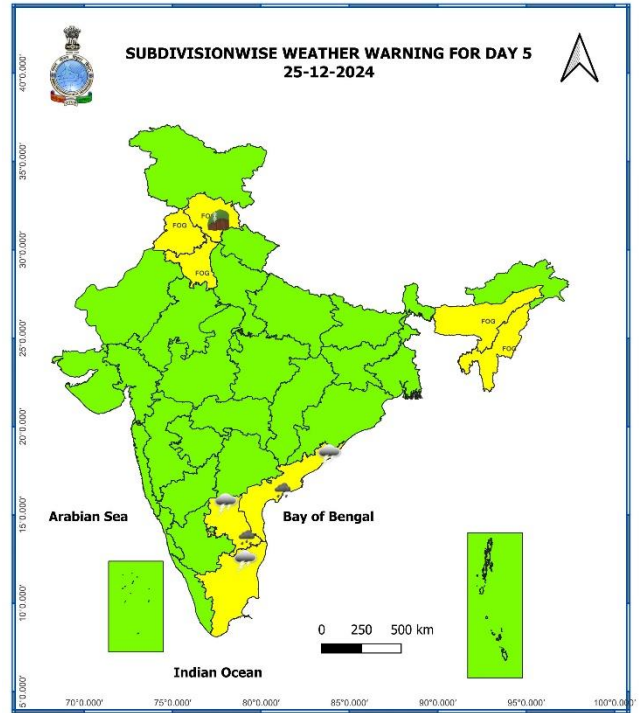 SUBDIVISIONWISE WEATHER WARNING FOR DAY 5
25-12-2024
40°0.000'
35°0.000'
30°0.000'
25°0.000'
20°0.000'
15°0.000'
10°0.000'
5°0.000'
FOG
FOG
FOG
FOG
Arabian Sea
Bay of Bengal
0 250 500 km
Indian Ocean
70°0.000' 75°0.000' 80°0.000' 85°0.000' 90°0.000' 95°0.000' 100°0.000'